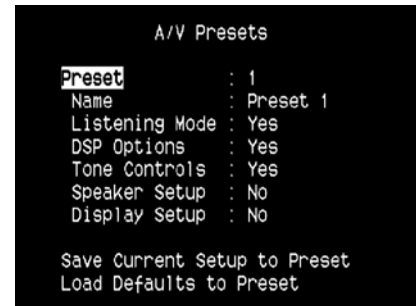 A/V Presets
Preset : 1
Name : Preset 1
Listening Mode : Yes
DSP Options : Yes
Tone Controls : Yes
Speaker Setup : No
Display Setup : No
Save Current Setup to Preset
Load Defaults to Preset